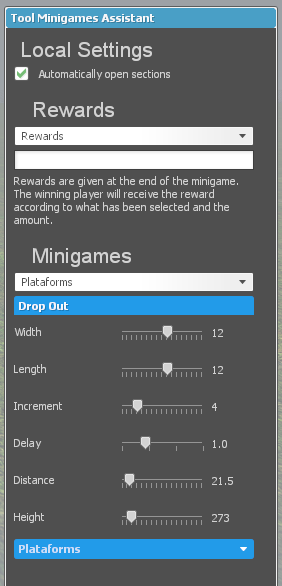 Tool Minigames Assistant
Local Settings
Automatically open sections
Rewards
Rewards
Rewards are given at the end of the minigame.
The winning player will receive the reward
according to what has been selected and the
amount.
Minigames
Plataforms
Drop Out
Width 12
Length 12
Increment 4
Delay 1.0
Distance 21.5
Height 273
Plataforms